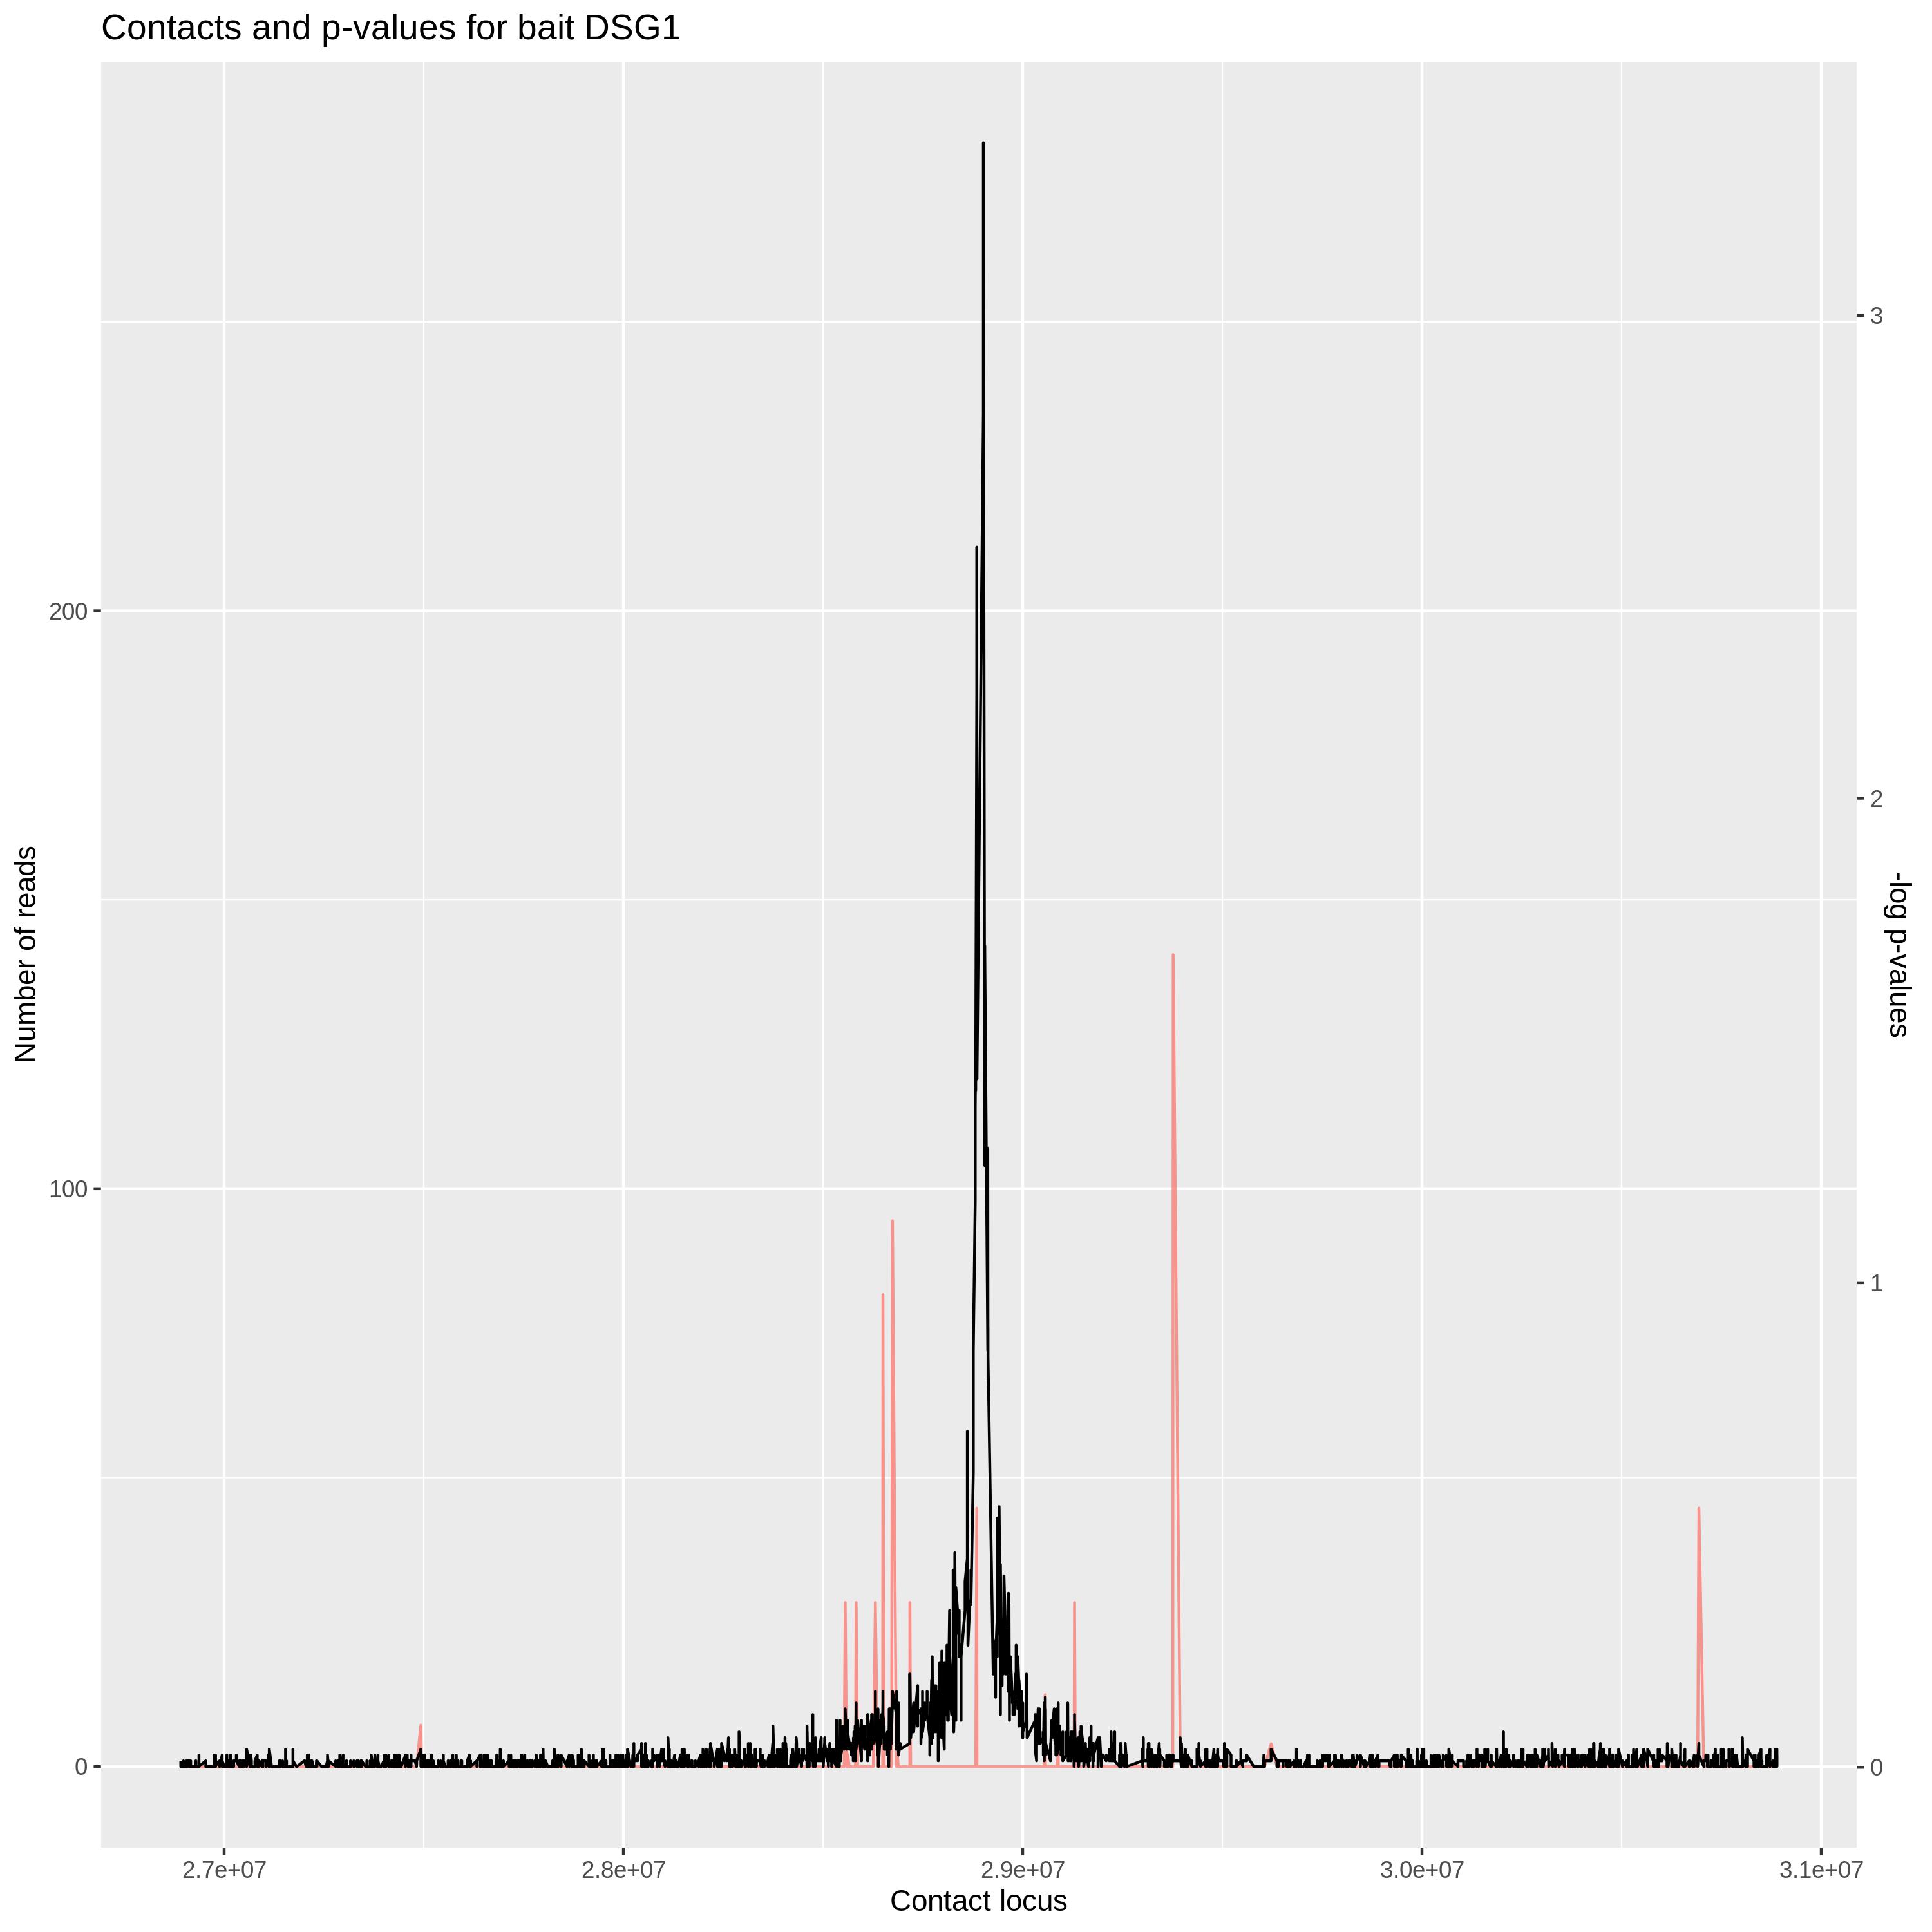 Contacts and p-values for bait DSG1
Number of reads
200
100
0
3
2
1
0
-log p-values
2.7e+07
2.8e+07
2.9e+07
3.0e+07
3.1e+07
Contact locus